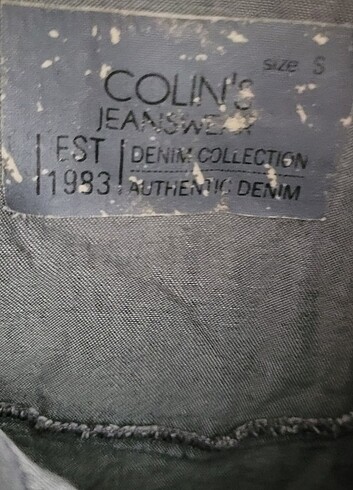 size S
COLIN's
JEANSWEAR
EST
1983
DENIM COLLECTION
AUTHENTIC DENIM